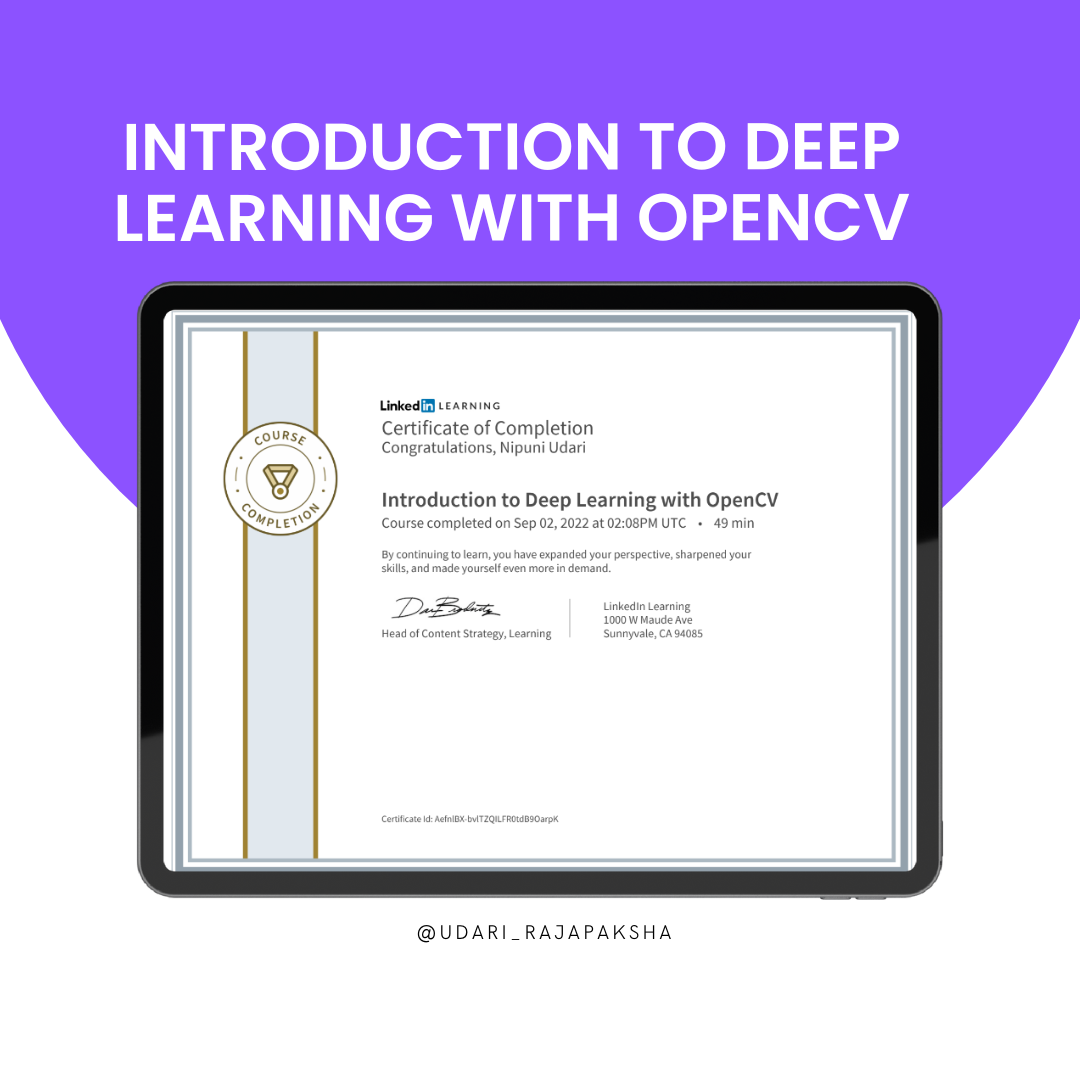 INTRODUCTION TO DEEP
LEARNING WITH OPENCV
LinkedIn LEARNING
Certificate of Completion
Congratulations, Nipuni Udari
COURSE
COMPLETION
Introduction to Deep Learning with OpenCV
Course completed on Sep 02, 2022 at 02:08PM UTC • 49 min
By continuing to learn, you have expanded your perspective, sharpened your
skills, and made yourself even more in demand.
Head of Content Strategy, Learning
LinkedIn Learning
1000 W Maude Ave
Sunnyvale, CA 94085
Certificate Id:
@UDARI_RAJAPAKSHA